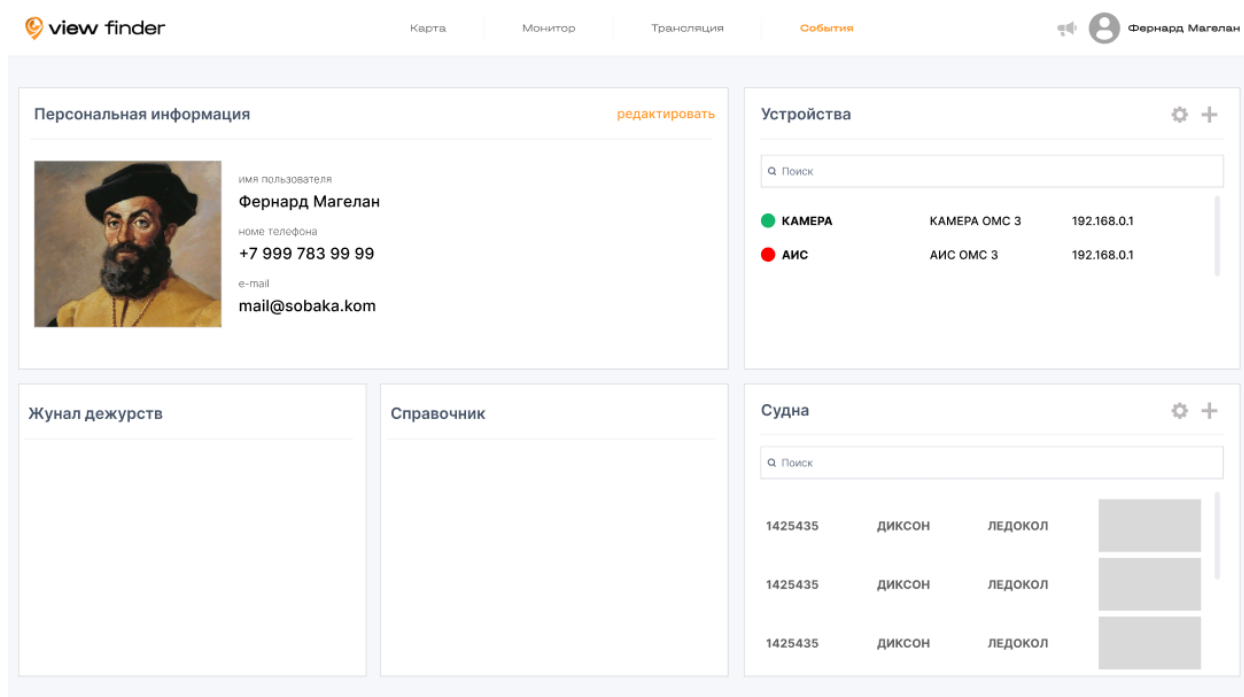 view finder
Карта
Монитор
Трансляция
События
Фернард Магелан
Персональная информация
редактировать
имя пользователя
Фернард Магелан
номе телефона
+7 999 783 99 99
e-mail
mail@sobaka.kom
Устройства
Поиск
КАМЕРА КАМЕРА ОМС 3 192.168.0.1
АИС АИС ОМС 3 192.168.0.1
Жунал дежурств
Справочник
Судна
Поиск
1425435 ДИКСОН ЛЕДОКОЛ
1425435 ДИКСОН ЛЕДОКОЛ
1425435 ДИКСОН ЛЕДОКОЛ